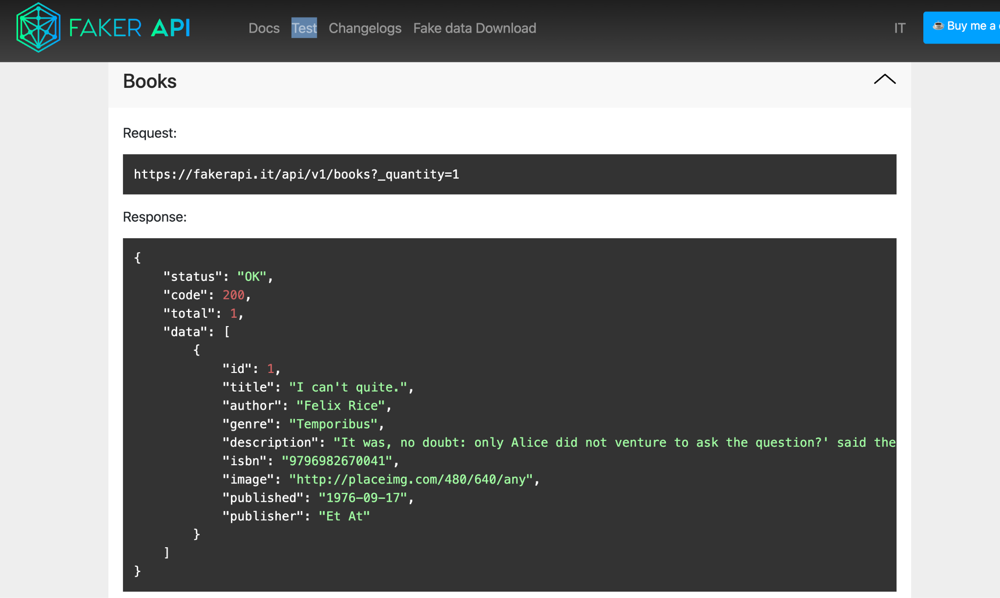 FAKER API
Docs Test Changelogs Fake data Download IT ☕ Buy me a
Books
Request:
https://fakerapi.it/api/v1/books?_quantity=1
Response:
{
    "status": "OK",
    "code": 200,
    "total": 1,
    "data": [
        {
            "id": 1,
            "title": "I can't quite.",
            "author": "Felix Rice",
            "genre": "Temporibus",
            "description": "It was, no doubt: only Alice did not venture to ask the question?' said the
            "isbn": "9796982670041",
            "image": "http://placeimg.com/480/640/any",
            "published": "1976-09-17",
            "publisher": "Et At"
        }
    ]
}